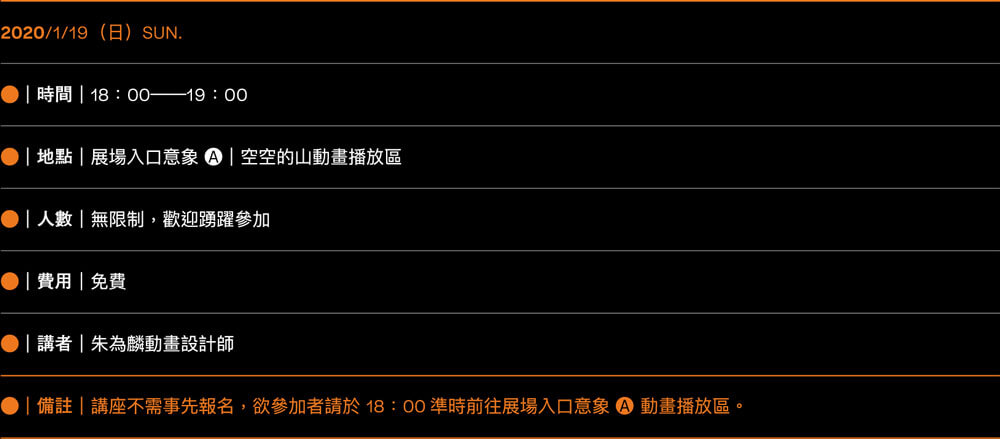 2020/1/19（日）SUN.
●｜時間｜18：00——19：00
●｜地點｜展場入口意象 🅐｜空空的山動畫播放區
●｜人數｜無限制，歡迎踴躍參加
●｜費用｜免費
●｜講者｜朱為麟動畫設計師
●｜備註｜講座不需事先報名，欲參加者請於 18：00 準時前往展場入口意象 🅐 動畫播放區。